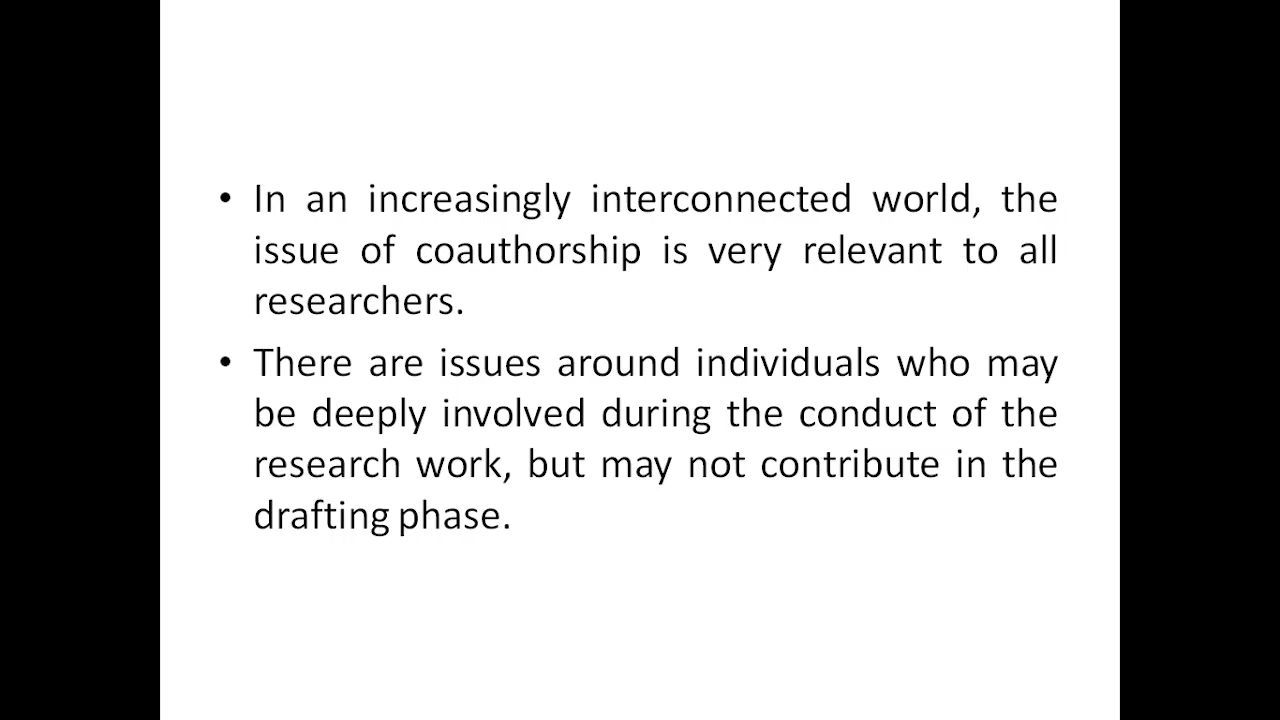 • In an increasingly interconnected world, the
issue of coauthorship is very relevant to all
researchers.
• There are issues around individuals who may
be deeply involved during the conduct of the
research work, but may not contribute in the
drafting phase.